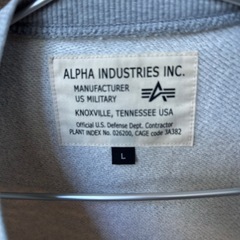 ALPHA INDUSTRIES INC.
MANUFACTURER
US MILITARY
KNOXVILLE, TENNESSEE USA
Official U.S. Defense Dept. Contractor
PLANT INDEX No. 026200, CAGE code 3A382
L